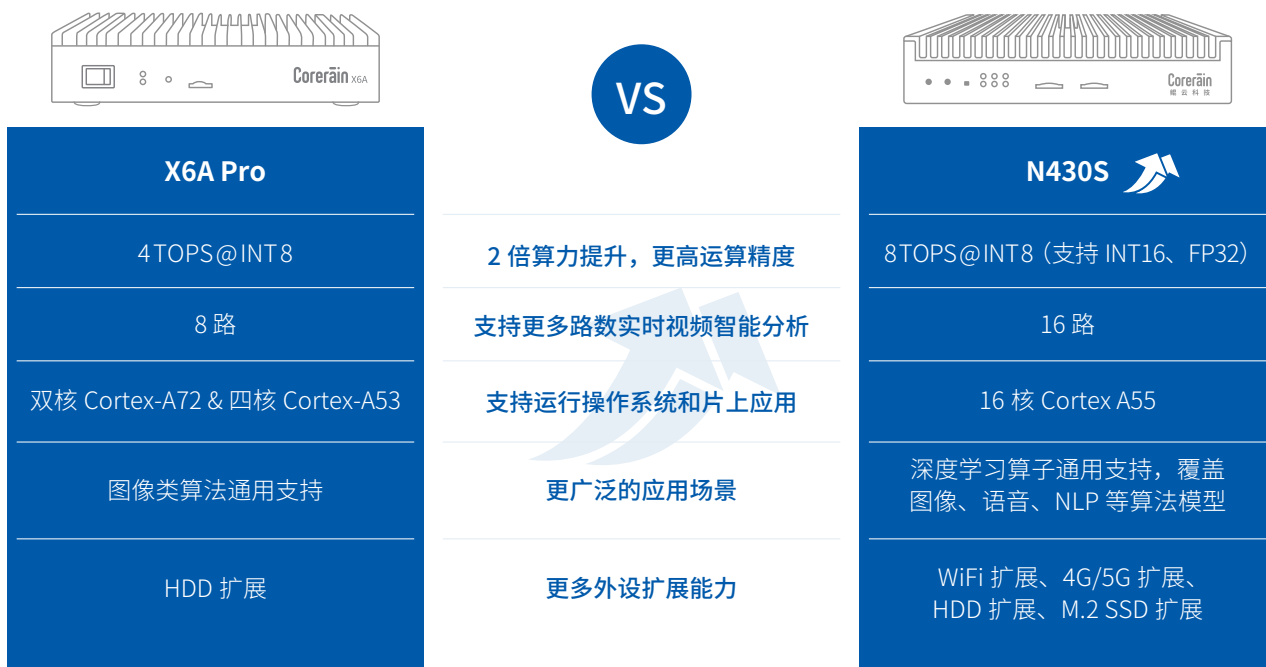 Corerain X6A
VS
Corerain
鲲云科技
X6A Pro
N430S
4TOPS@INT8
2 倍算力提升，更高运算精度
8TOPS@INT8（支持 INT16、FP32）
8 路
支持更多路数实时视频智能分析
16 路
双核 Cortex-A72 & 四核 Cortex-A53
支持运行操作系统和片上应用
16 核 Cortex A55
图像类算法通用支持
更广泛的应用场景
深度学习算子通用支持，覆盖
图像、语音、NLP 等算法模型
HDD 扩展
更多外设扩展能力
WiFi 扩展、4G/5G 扩展、
HDD 扩展、M.2 SSD 扩展